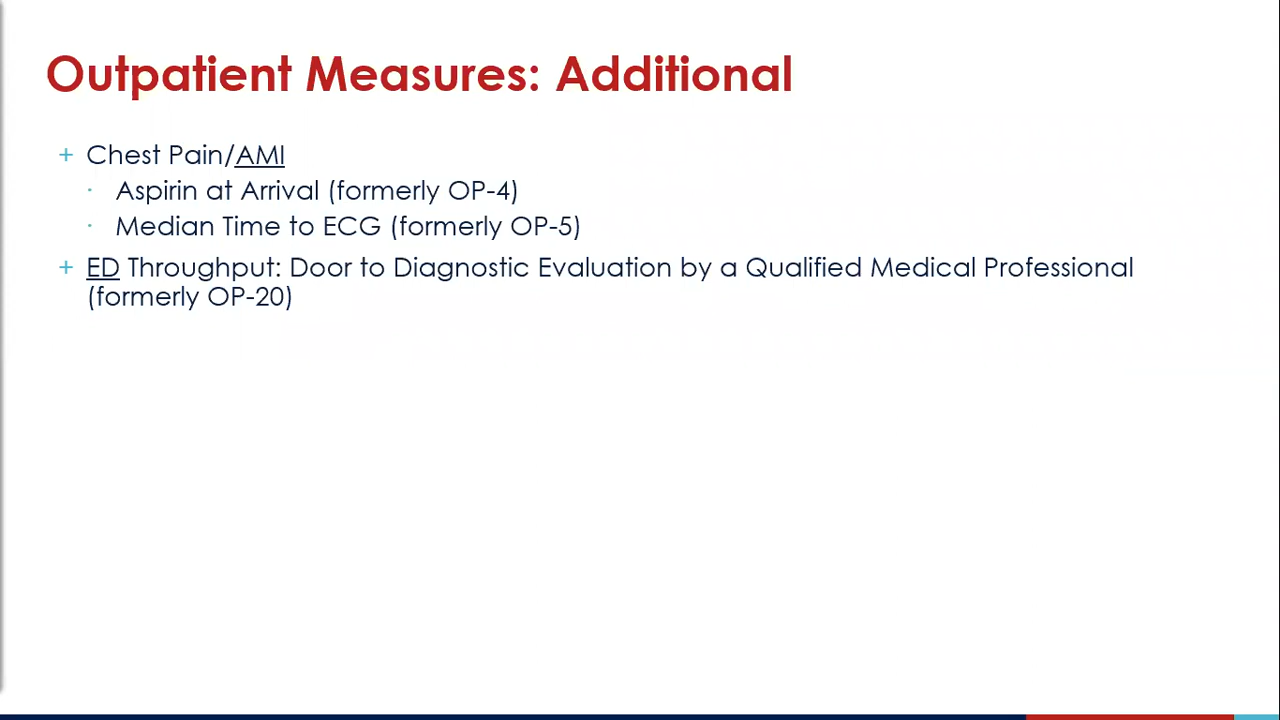 Outpatient Measures: Additional
+ Chest Pain/AMI
· Aspirin at Arrival (formerly OP-4)
· Median Time to ECG (formerly OP-5)
+ ED Throughput: Door to Diagnostic Evaluation by a Qualified Medical Professional
(formerly OP-20)